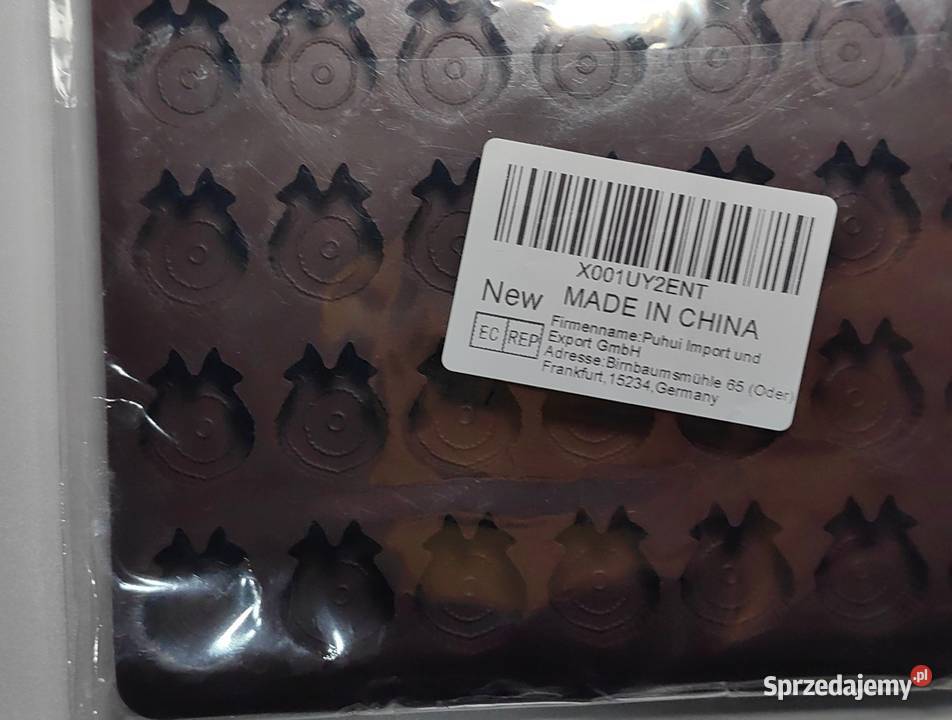 X001UY2ENT
New MADE IN CHINA
EC REP
Firmenname:Puhui Import und
Export GmbH
Adresse:Birnbaumsmühle 65 (Oder)
Frankfurt,15234,Germany
Sprzedajemy.pl